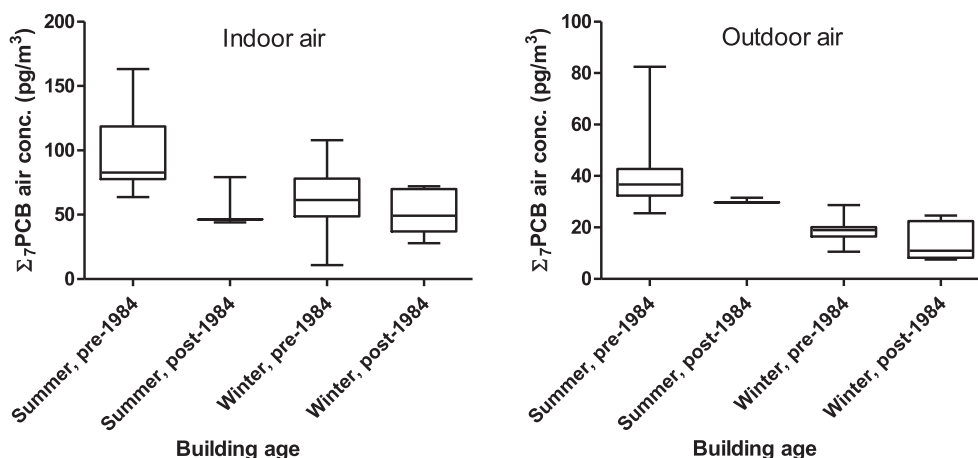 Indoor air
Σ₇PCB air conc. (pg/m³)
200
150
100
50
0
Summer, pre-1984
Summer, post-1984
Winter, pre-1984
Winter, post-1984
Building age
Outdoor air
Σ₇PCB air conc. (pg/m³)
100
80
60
40
20
0
Summer, pre-1984
Summer, post-1984
Winter, pre-1984
Winter, post-1984
Building age